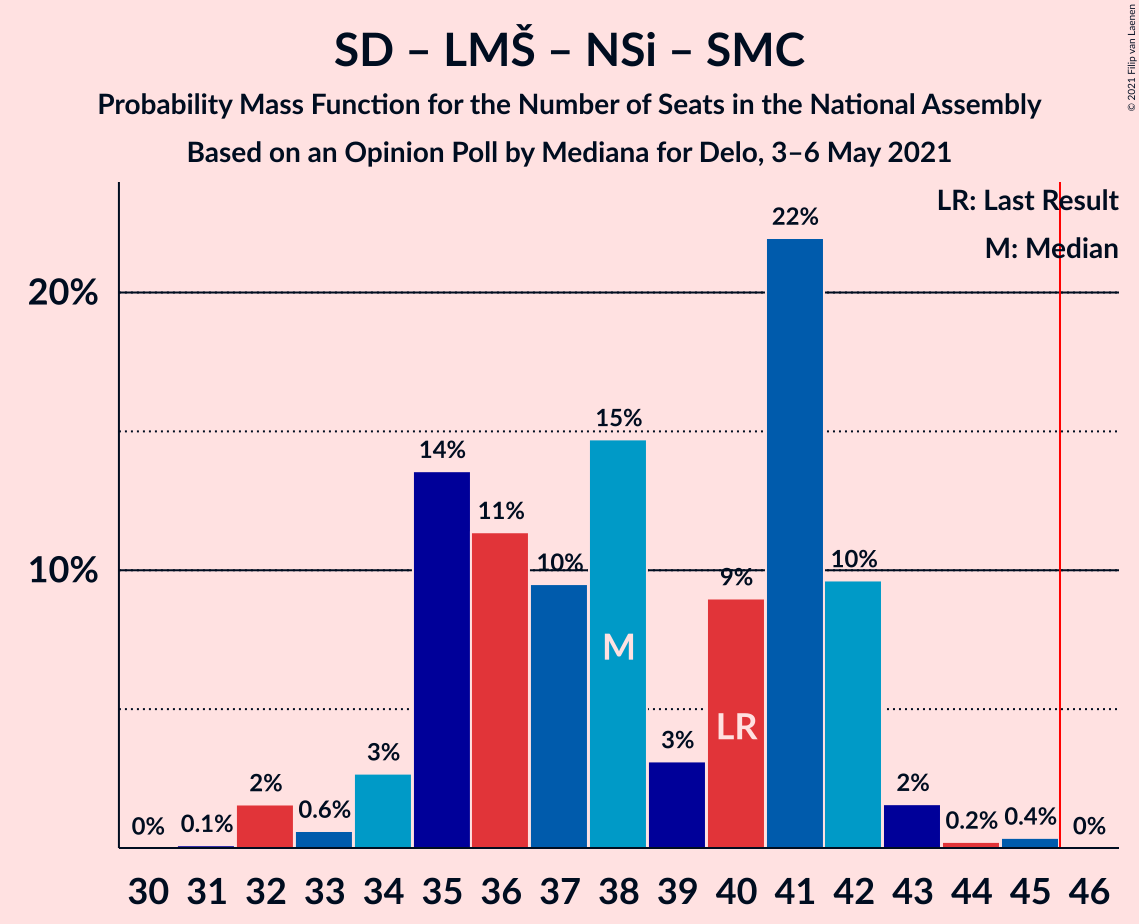 SD – LMŠ – NSi – SMC
Probability Mass Function for the Number of Seats in the National Assembly
Based on an Opinion Poll by Mediana for Delo, 3–6 May 2021
© 2021 Filip van Laenen
LR: Last Result
M: Median
20%
10%
0%
0.1%
2%
0.6%
3%
14%
11%
10%
15%
3%
9%
22%
10%
2%
0.2%
0.4%
0%
M
LR
30 31 32 33 34 35 36 37 38 39 40 41 42 43 44 45 46